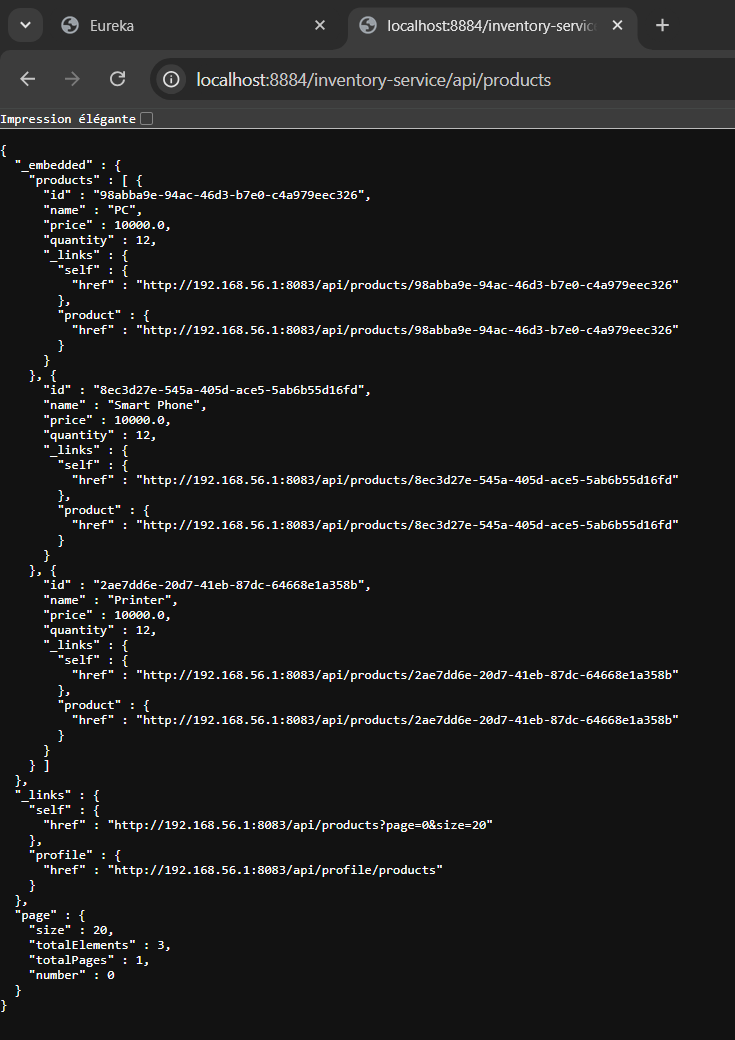 Eureka
localhost:8884/inventory-servic
localhost:8884/inventory-service/api/products
Impression élégante
{
  "_embedded" : {
    "products" : [ {
      "id" : "98abba9e-94ac-46d3-b7e0-c4a979eec326",
      "name" : "PC",
      "price" : 10000.0,
      "quantity" : 12,
      "_links" : {
        "self" : {
          "href" : "http://192.168.56.1:8083/api/products/98abba9e-94ac-46d3-b7e0-c4a979eec326"
        },
        "product" : {
          "href" : "http://192.168.56.1:8083/api/products/98abba9e-94ac-46d3-b7e0-c4a979eec326"
        }
      }
    }, {
      "id" : "8ec3d27e-545a-405d-ace5-5ab6b55d16fd",
      "name" : "Smart Phone",
      "price" : 10000.0,
      "quantity" : 12,
      "_links" : {
        "self" : {
          "href" : "http://192.168.56.1:8083/api/products/8ec3d27e-545a-405d-ace5-5ab6b55d16fd"
        },
        "product" : {
          "href" : "http://192.168.56.1:8083/api/products/8ec3d27e-545a-405d-ace5-5ab6b55d16fd"
        }
      }
    }, {
      "id" : "2ae7dd6e-20d7-41eb-87dc-64668e1a358b",
      "name" : "Printer",
      "price" : 10000.0,
      "quantity" : 12,
      "_links" : {
        "self" : {
          "href" : "http://192.168.56.1:8083/api/products/2ae7dd6e-20d7-41eb-87dc-64668e1a358b"
        },
        "product" : {
          "href" : "http://192.168.56.1:8083/api/products/2ae7dd6e-20d7-41eb-87dc-64668e1a358b"
        }
      }
    } ]
  },
  "_links" : {
    "self" : {
      "href" : "http://192.168.56.1:8083/api/products?page=0&size=20"
    },
    "profile" : {
      "href" : "http://192.168.56.1:8083/api/profile/products"
    }
  },
  "page" : {
    "size" : 20,
    "totalElements" : 3,
    "totalPages" : 1,
    "number" : 0
  }
}